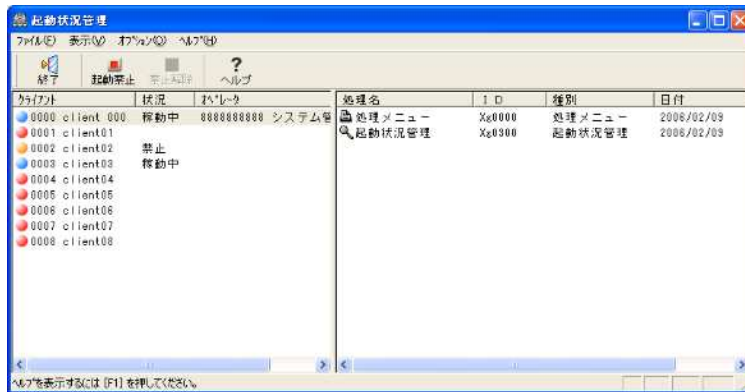 起動状況管理
ファイル(F) 表示(V) オプション(O) ヘルプ(H)
終了 起動禁止 禁止解除 ヘルプ
クライアント 状況 オペレータ
0000 client 000 稼動中 8888888888 システム管
0001 client01
0002 client02 禁止
0003 client03 稼動中
0004 client04
0005 client05
0006 client06
0007 client07
0008 client08
処理名 ID 種別 日付
処理メニュー Xg0000 処理メニュー 2006/02/09
起動状況管理 Xg0300 起動状況管理 2006/02/09
ヘルプを表示するには [F1] を押してください。